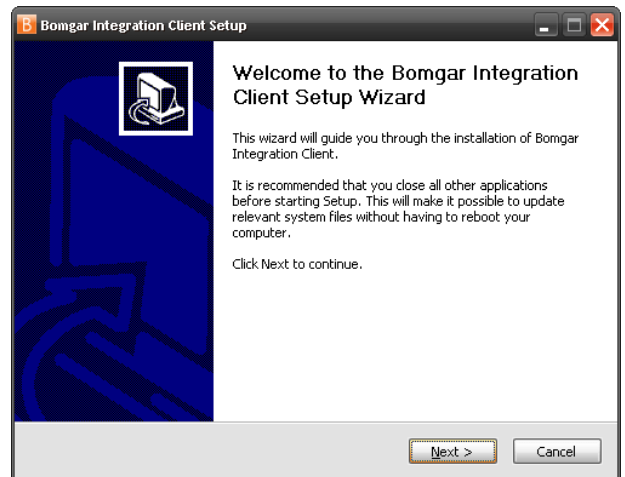 B Bomgar Integration Client Setup
Welcome to the Bomgar Integration
Client Setup Wizard
This wizard will guide you through the installation of Bomgar
Integration Client.
It is recommended that you close all other applications
before starting Setup. This will make it possible to update
relevant system files without having to reboot your
computer.
Click Next to continue.
Next >
Cancel